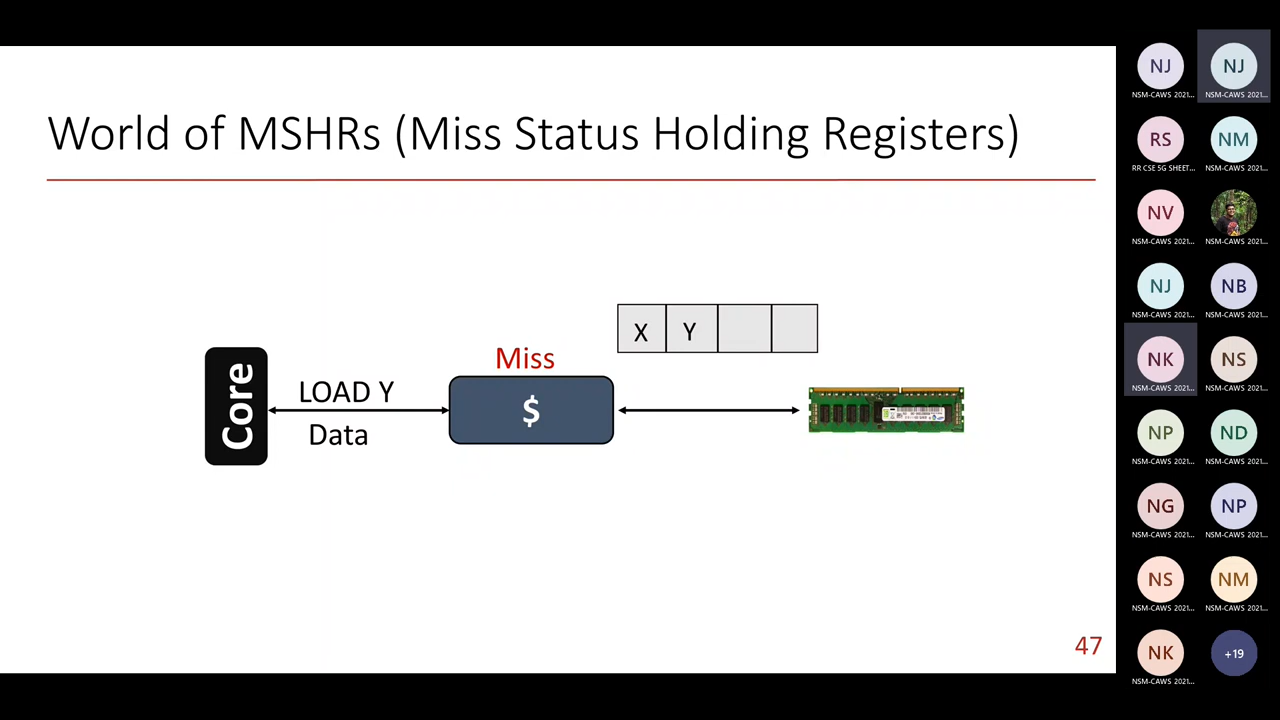 World of MSHRs (Miss Status Holding Registers)
X Y
Miss
Core
LOAD Y
$
Data
47
NJ NJ
NSM-CAWS 2021... NSM-CAWS 2021...
RS NM
RR CSE 5G SHEET... NSM-CAWS 2021...
NV
NSM-CAWS 2021... NSM-CAWS 2021...
NJ NB
NSM-CAWS 2021... NSM-CAWS 2021...
NK NS
NSM-CAWS 2021... NSM-CAWS 2021...
NP ND
NSM-CAWS 2021... NSM-CAWS 2021...
NG NP
NSM-CAWS 2021... NSM-CAWS 2021...
NS NM
NSM-CAWS 2021... NSM-CAWS 2021...
NK +19
NSM-CAWS 2021...